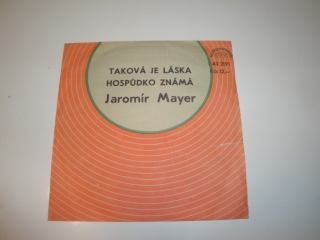 TAKOVÁ JE LÁSKA
HOSPŮDKO ZNÁMÁ
Jaromír Mayer